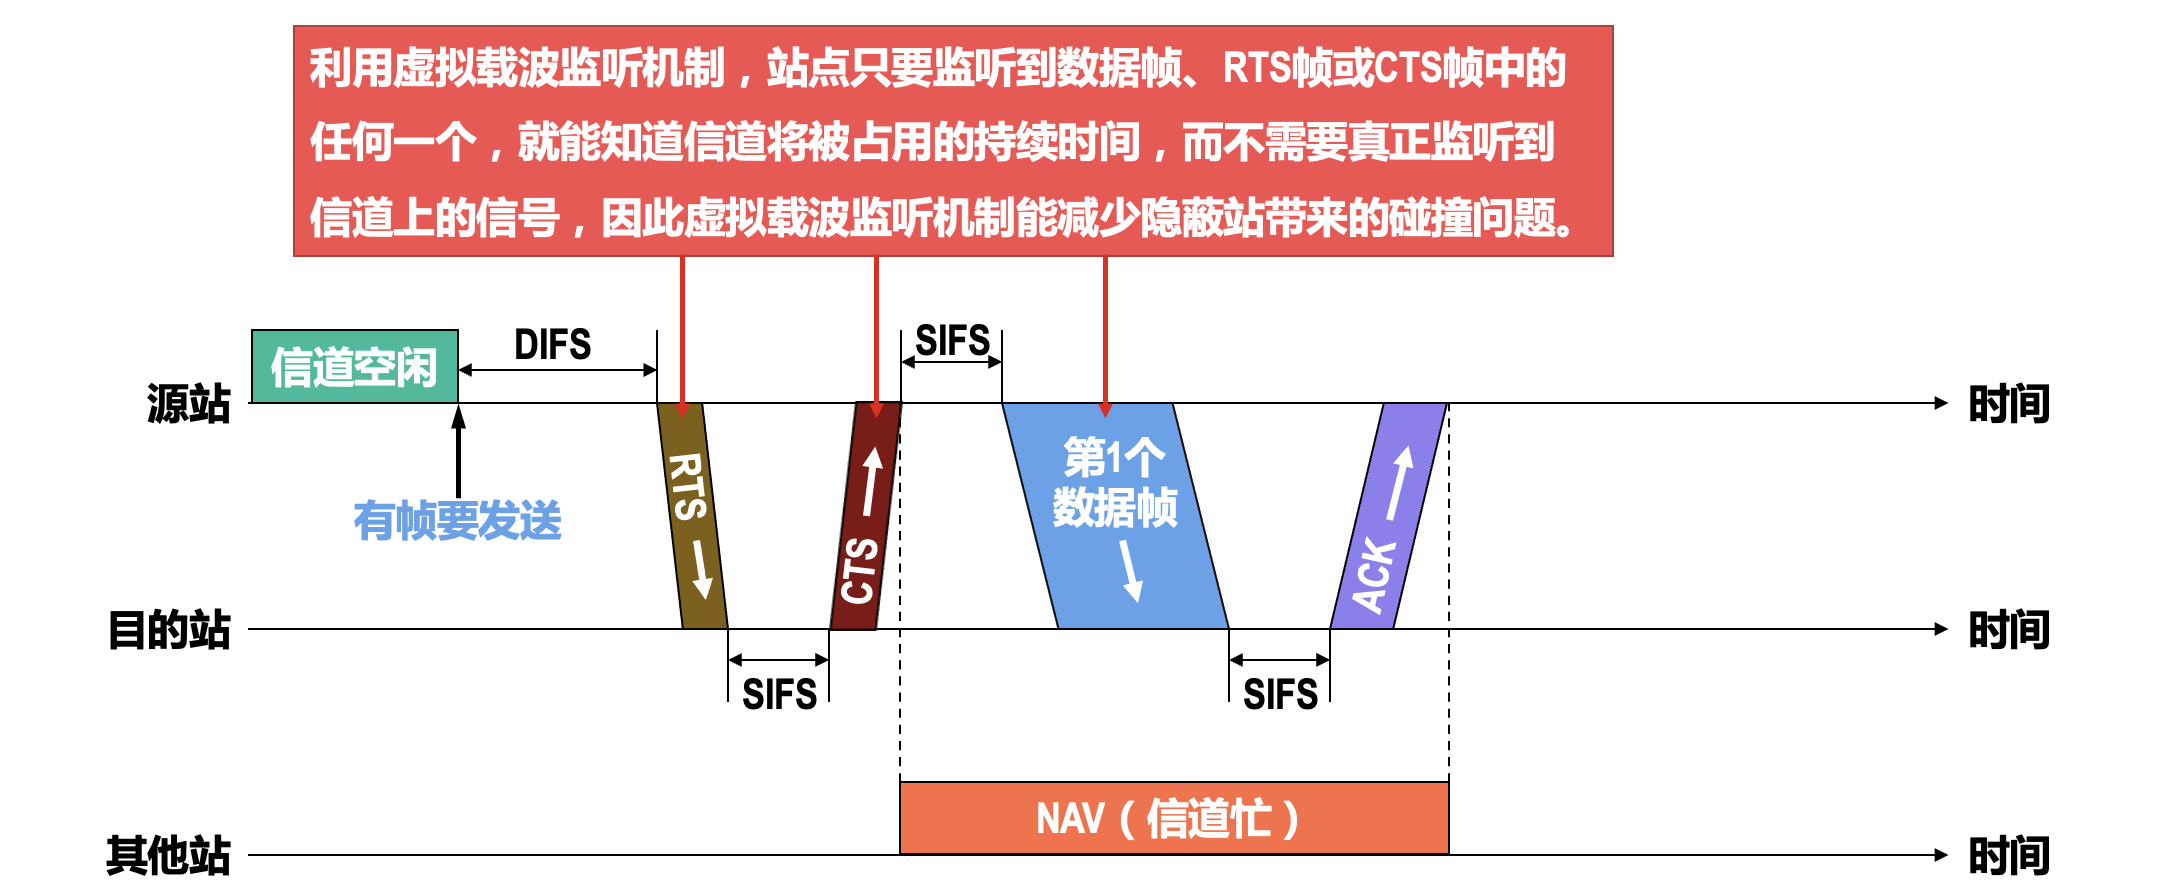 利用虚拟载波监听机制，站点只要监听到数据帧、RTS帧或CTS帧中的
任何一个，就能知道信道将被占用的持续时间，而不需要真正监听到
信道上的信号，因此虚拟载波监听机制能减少隐蔽站带来的碰撞问题。
DIFS
SIFS
信道空闲
源站
时间
第1个
数据帧
RTS
CTS
ACK
有帧要发送
目的站
时间
SIFS
SIFS
NAV（信道忙）
其他站
时间